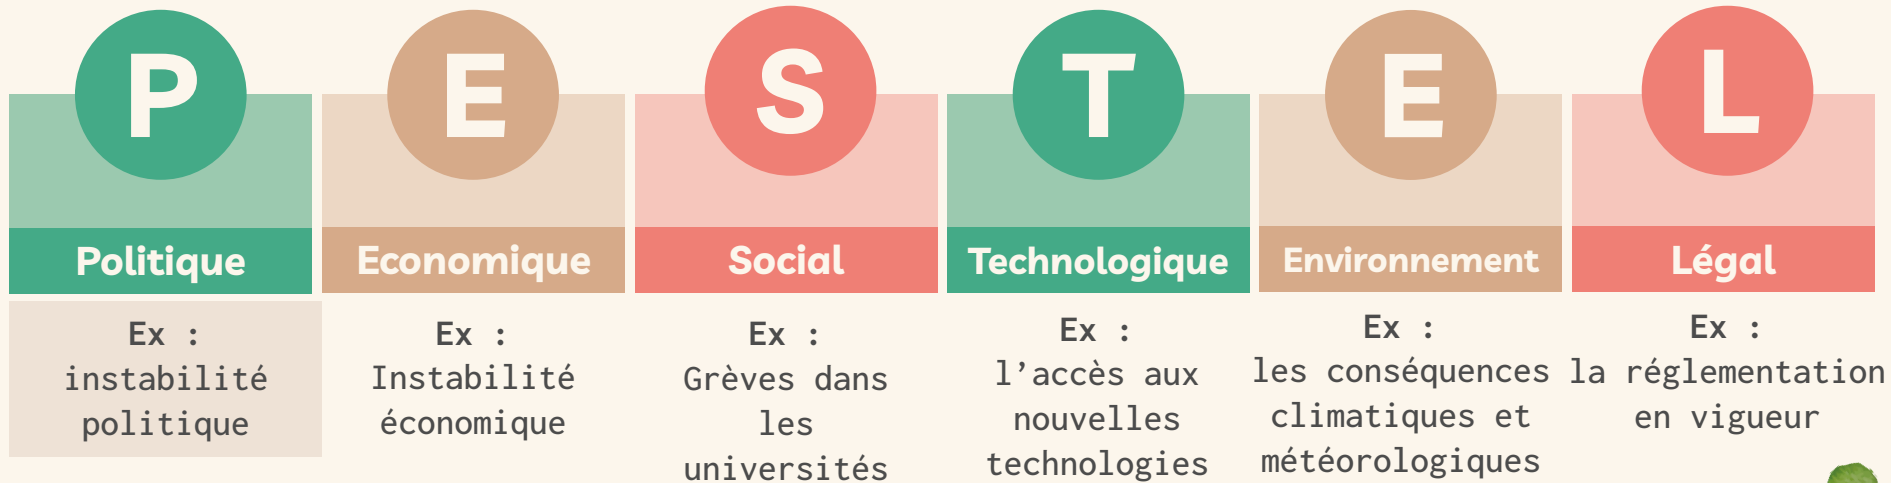 P
E
S
T
E
L
Politique
Economique
Social
Technologique
Environnement
Légal
Ex :
instabilité
politique
Ex :
Instabilité
économique
Ex :
Grèves dans
les
universités
Ex :
l’accès aux
nouvelles
technologies
Ex :
les conséquences
climatiques et
météorologiques
Ex :
la réglementation
en vigueur